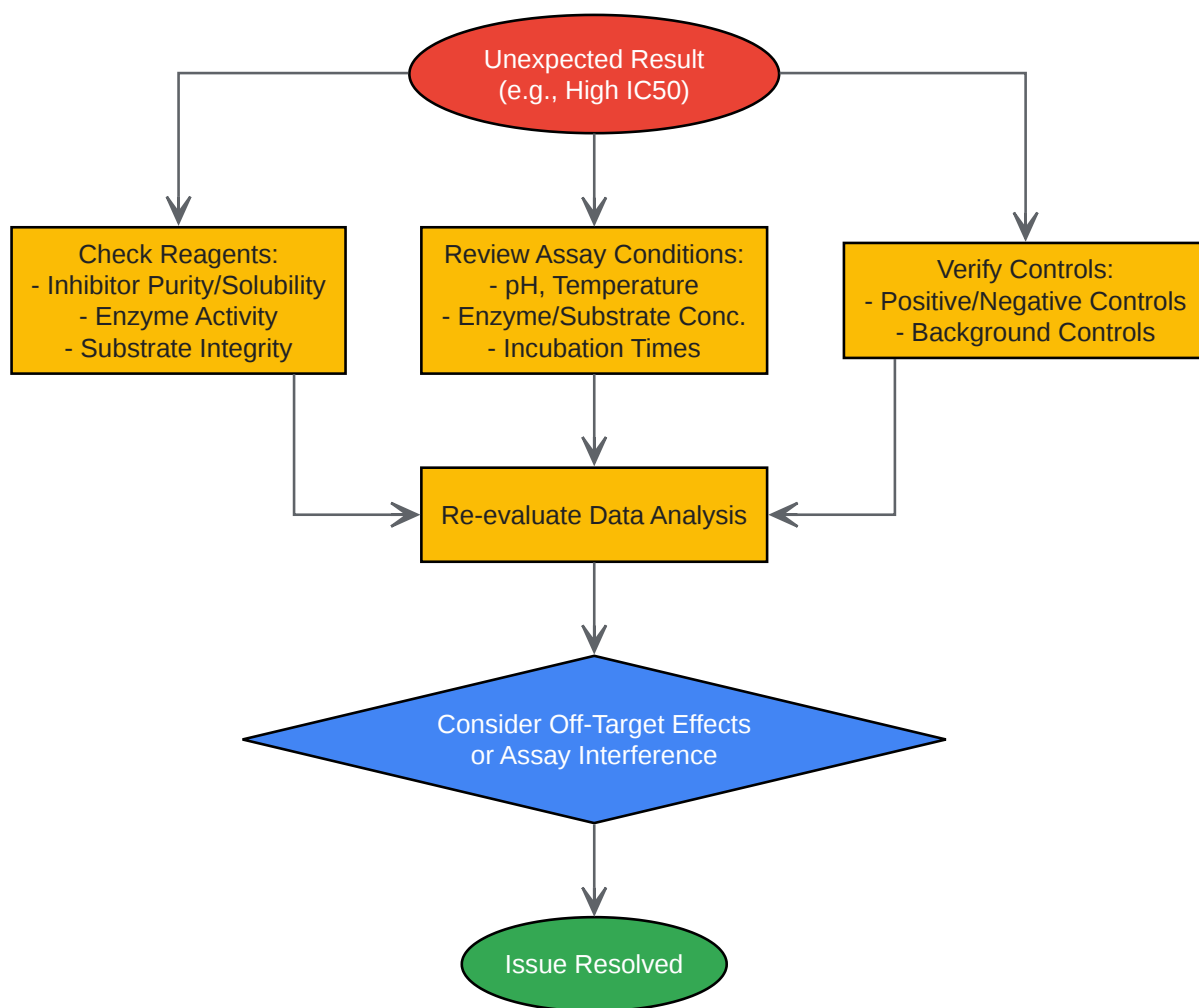 Unexpected Result
(e.g., High IC50)
Check Reagents:
- Inhibitor Purity/Solubility
- Enzyme Activity
- Substrate Integrity
Review Assay Conditions:
- pH, Temperature
- Enzyme/Substrate Conc.
- Incubation Times
Verify Controls:
- Positive/Negative Controls
- Background Controls
Re-evaluate Data Analysis
Consider Off-Target Effects
or Assay Interference
Issue Resolved